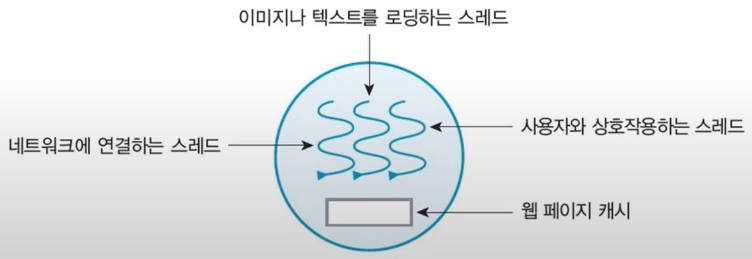 이미지나 텍스트를 로딩하는 스레드
네트워크에 연결하는 스레드
사용자와 상호작용하는 스레드
웹 페이지 캐시